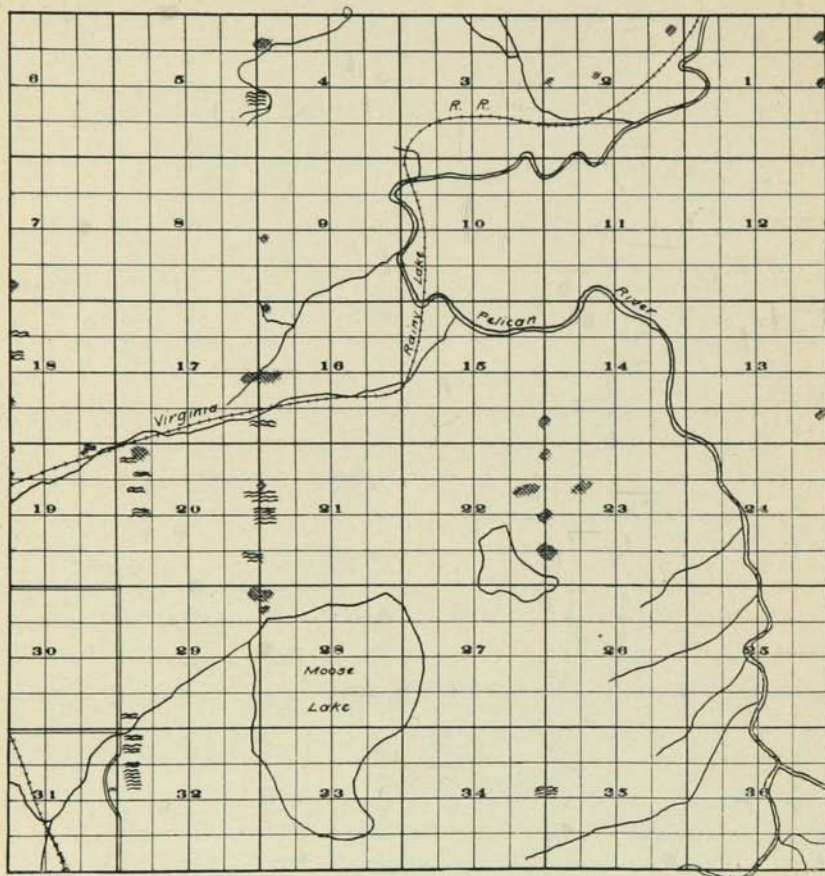 6 5 4 3 2 1
R. R.
7 8 9 10 11 12
Rainy Lake
Pelican River
18 17 16 15 14 13
Virginia
19 20 21 22 23 24
30 29 28 27 26 25
Moose
Lake
31 32 23 34 35 36